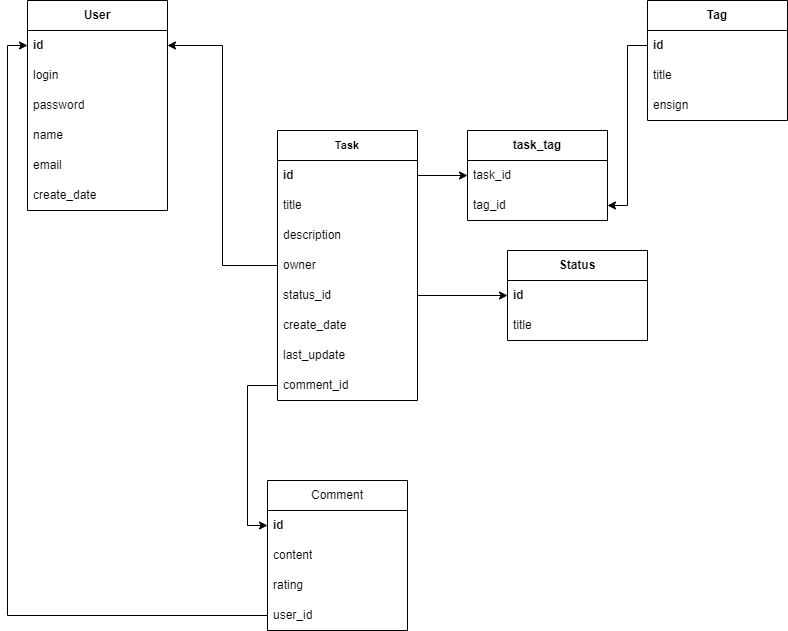 User
id
login
password
name
email
create_date
Task
id
title
description
owner
status_id
create_date
last_update
comment_id
task_tag
task_id
tag_id
Tag
id
title
ensign
Status
id
title
Comment
id
content
rating
user_id